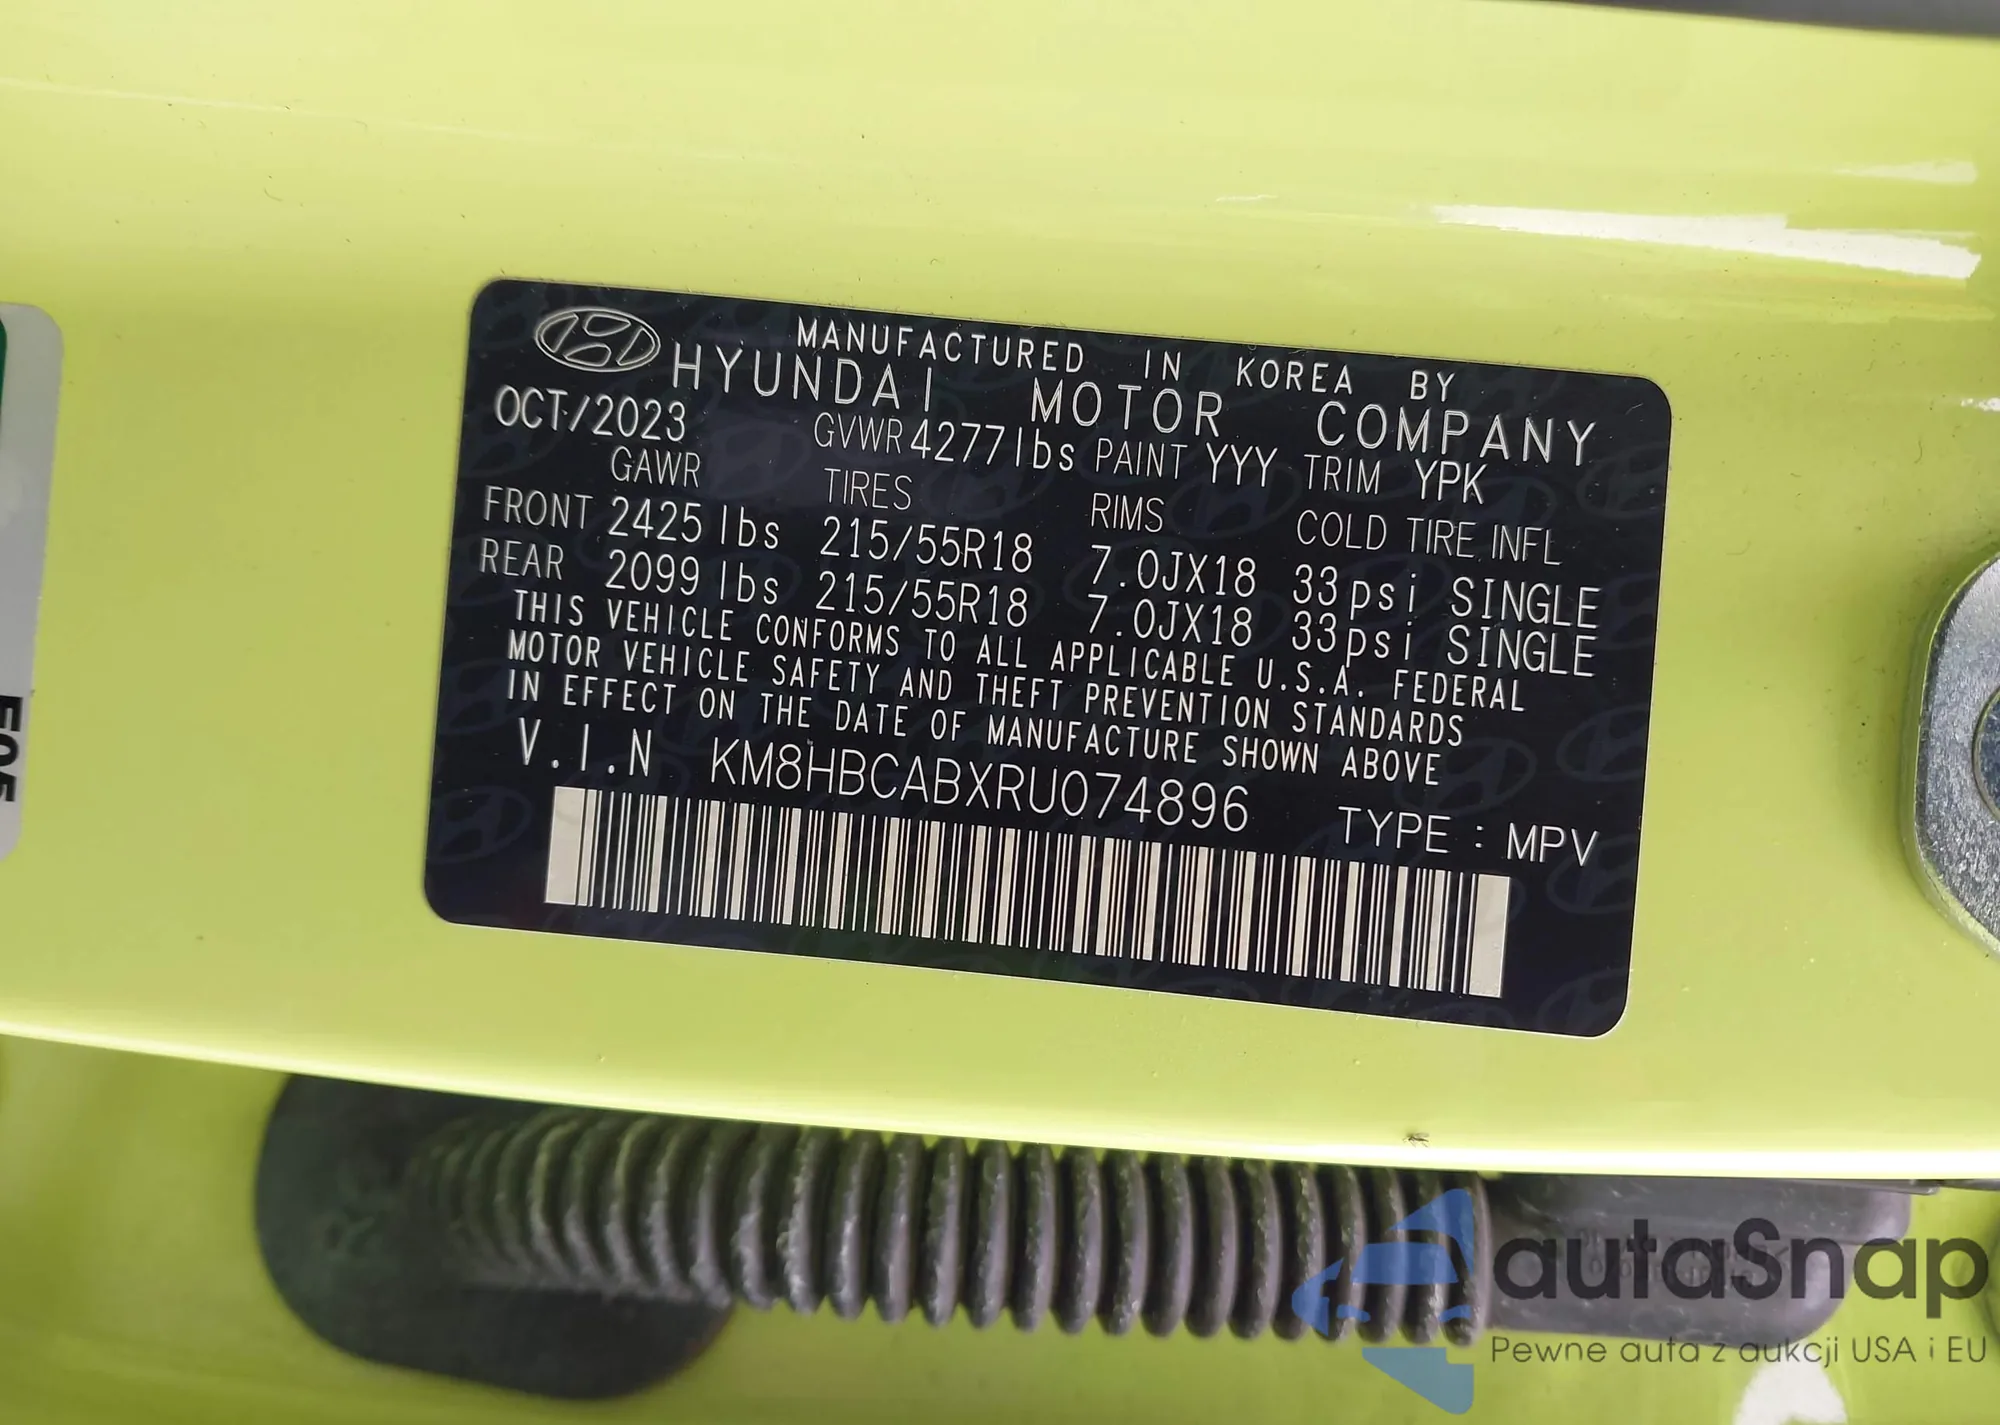 MANUFACTURED IN KOREA BY
HYUNDAI MOTOR COMPANY
OCT/2023 GVWR 4277lbs PAINT YYY TRIM YPK
GAWR TIRES RIMS COLD TIRE INFL
FRONT 2425 lbs 215/55R18 7.0JX18 33psi SINGLE
REAR 2099 lbs 215/55R18 7.0JX18 33psi SINGLE
THIS VEHICLE CONFORMS TO ALL APPLICABLE U.S.A. FEDERAL
MOTOR VEHICLE SAFETY AND THEFT PREVENTION STANDARDS
IN EFFECT ON THE DATE OF MANUFACTURE SHOWN ABOVE
V.I.N KM8HBCABXRU074896 TYPE : MPV
autaSnap
Pewne auta z aukcji USA i EU